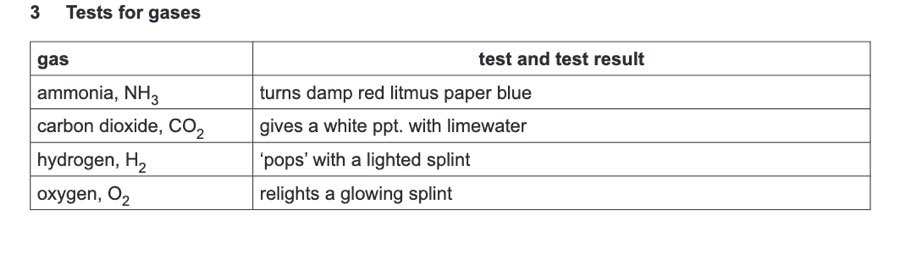 3 Tests for gases
gas test and test result
ammonia, NH3 turns damp red litmus paper blue
carbon dioxide, CO2 gives a white ppt. with limewater
hydrogen, H2 ‘pops’ with a lighted splint
oxygen, O2 relights a glowing splint